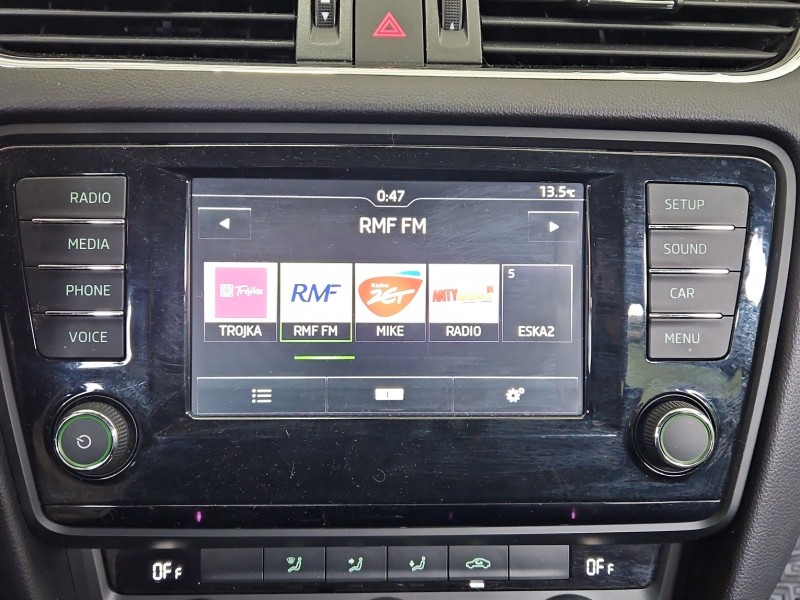 RADIO
MEDIA
PHONE
VOICE
0:47
13.5°C
RMF FM
Trójka
RMF
Radio
ZET
5
TROJKA
RMF FM
MIKE
RADIO
ESKA2
SETUP
SOUND
CAR
MENU
OFF
OFF